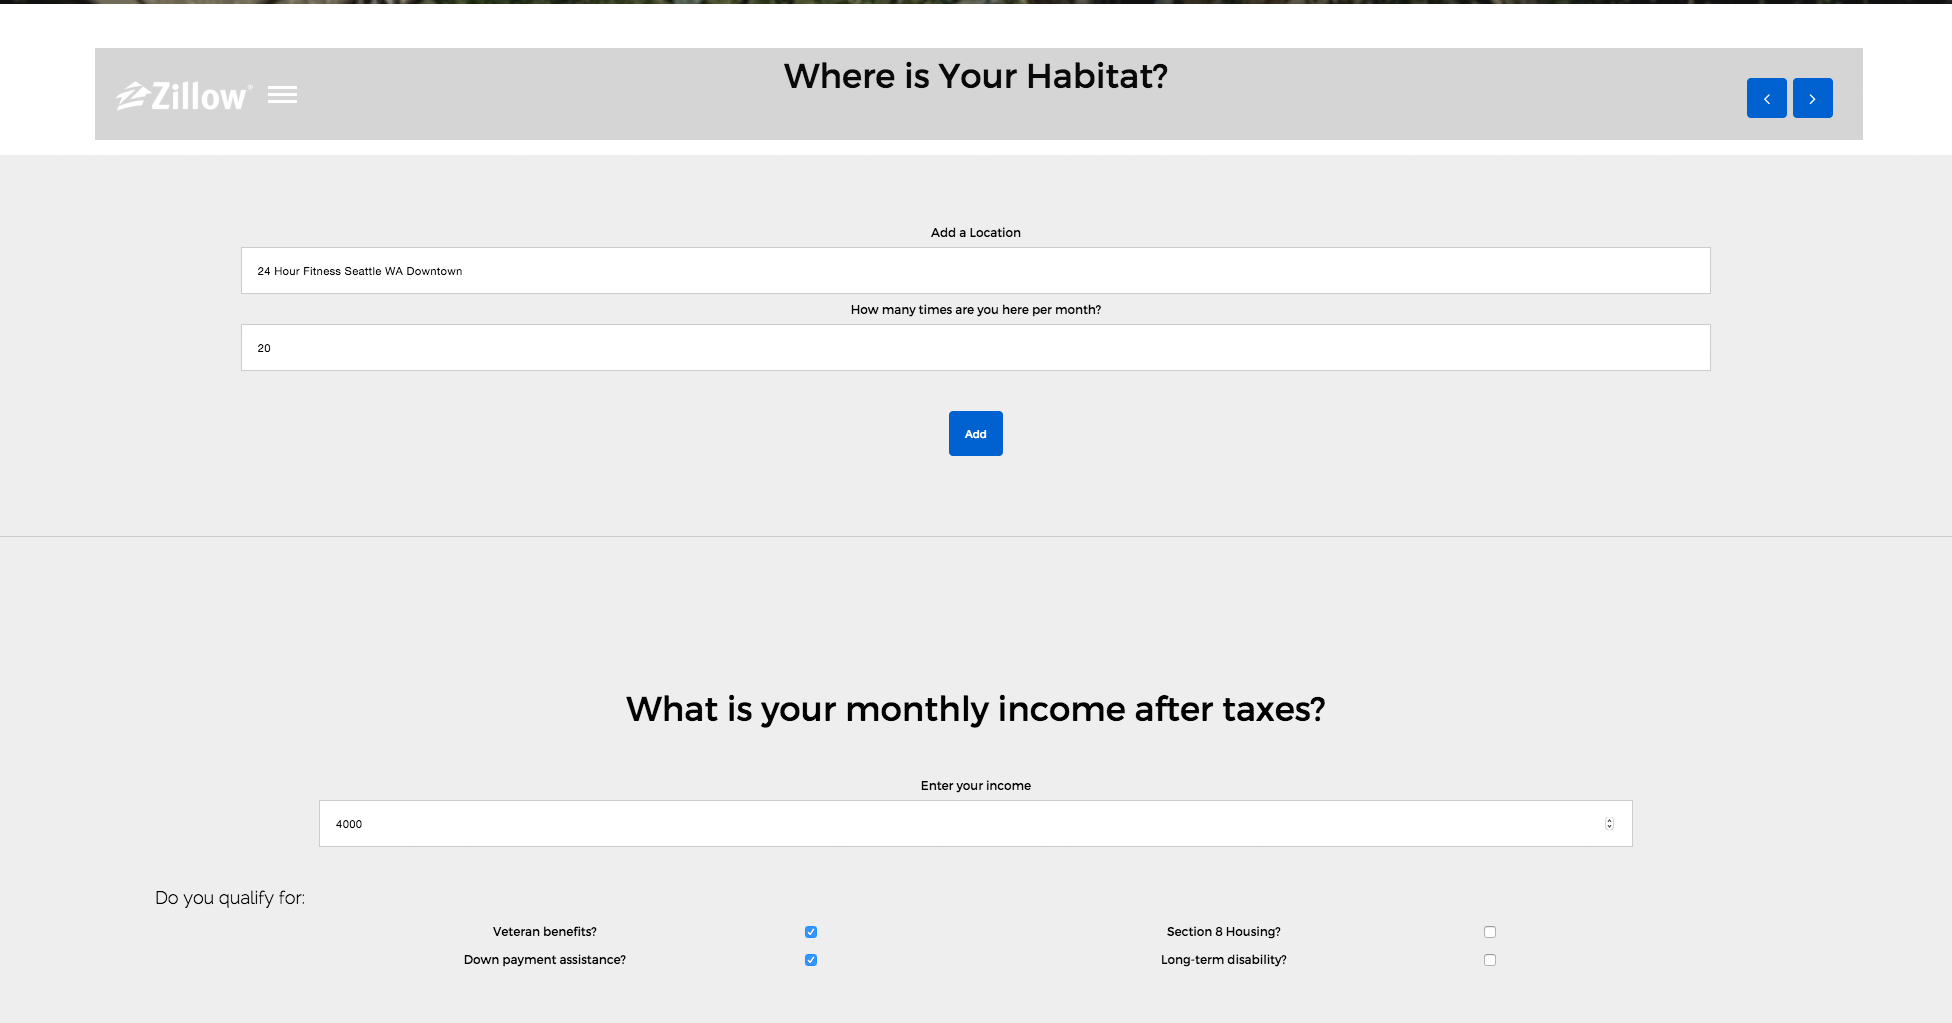 Where is Your Habitat?
Zillow®
Add a Location
24 Hour Fitness Seattle WA Downtown
How many times are you here per month?
20
Add
What is your monthly income after taxes?
Enter your income
4000
Do you qualify for:
Veteran benefits? Section 8 Housing?
Down payment assistance? Long-term disability?